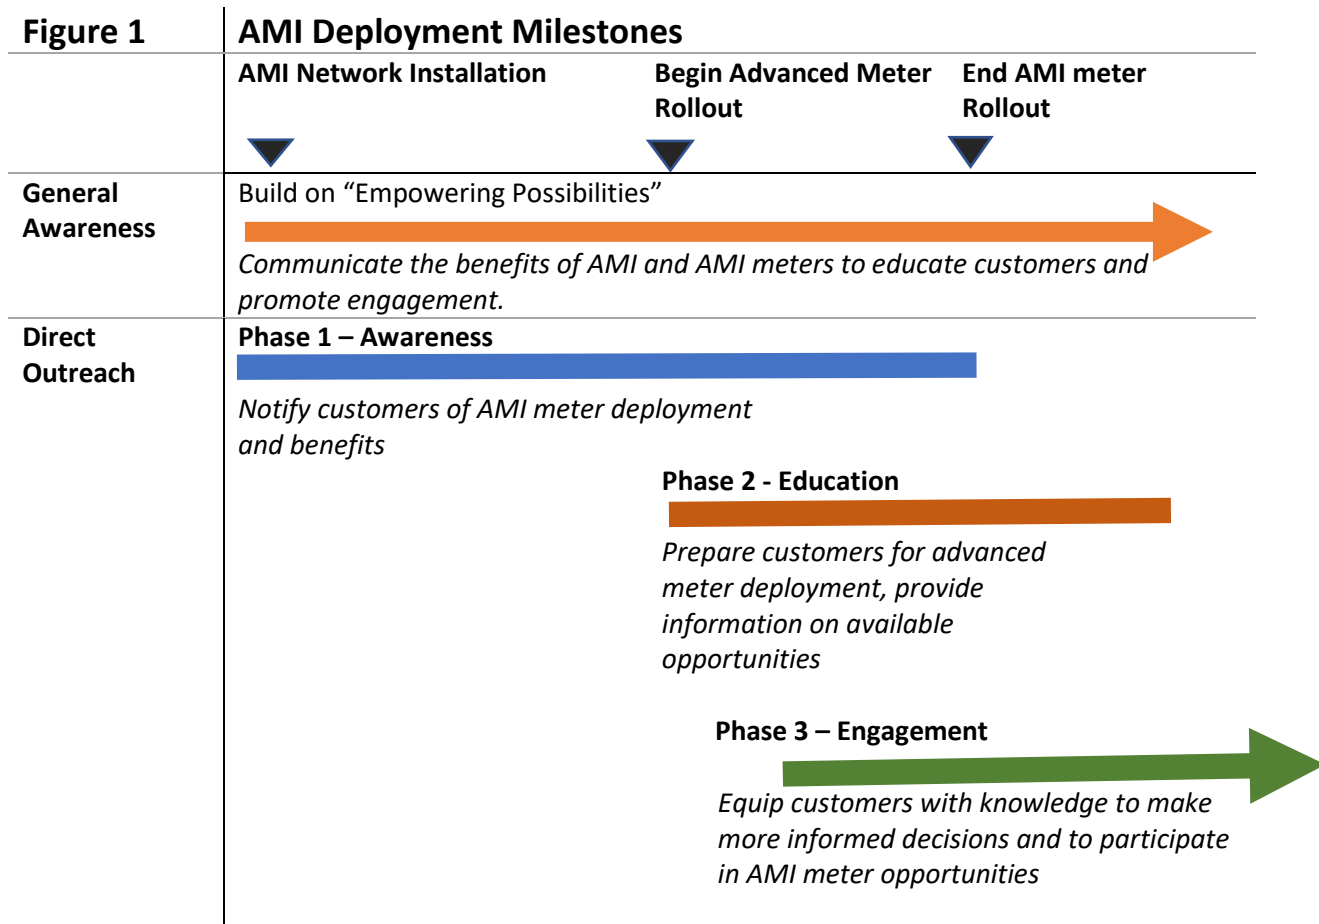 Figure 1
AMI Deployment Milestones
AMI Network Installation
Begin Advanced Meter
Rollout
End AMI meter
Rollout
General
Awareness
Build on “Empowering Possibilities”
Communicate the benefits of AMI and AMI meters to educate customers and
promote engagement.
Direct
Outreach
Phase 1 – Awareness
Notify customers of AMI meter deployment
and benefits
Phase 2 - Education
Prepare customers for advanced
meter deployment, provide
information on available
opportunities
Phase 3 – Engagement
Equip customers with knowledge to make
more informed decisions and to participate
in AMI meter opportunities